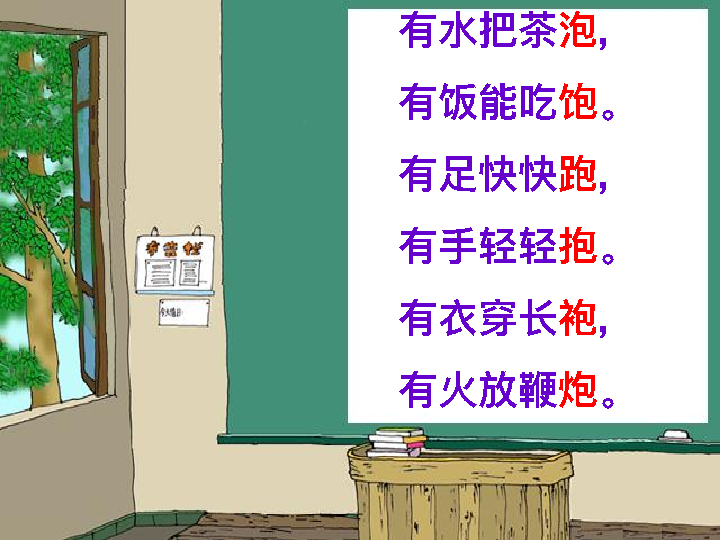 有水把茶泡，
有饭能吃饱。
有足快快跑，
有手轻轻抱。
有衣穿长袍，
有火放鞭炮。